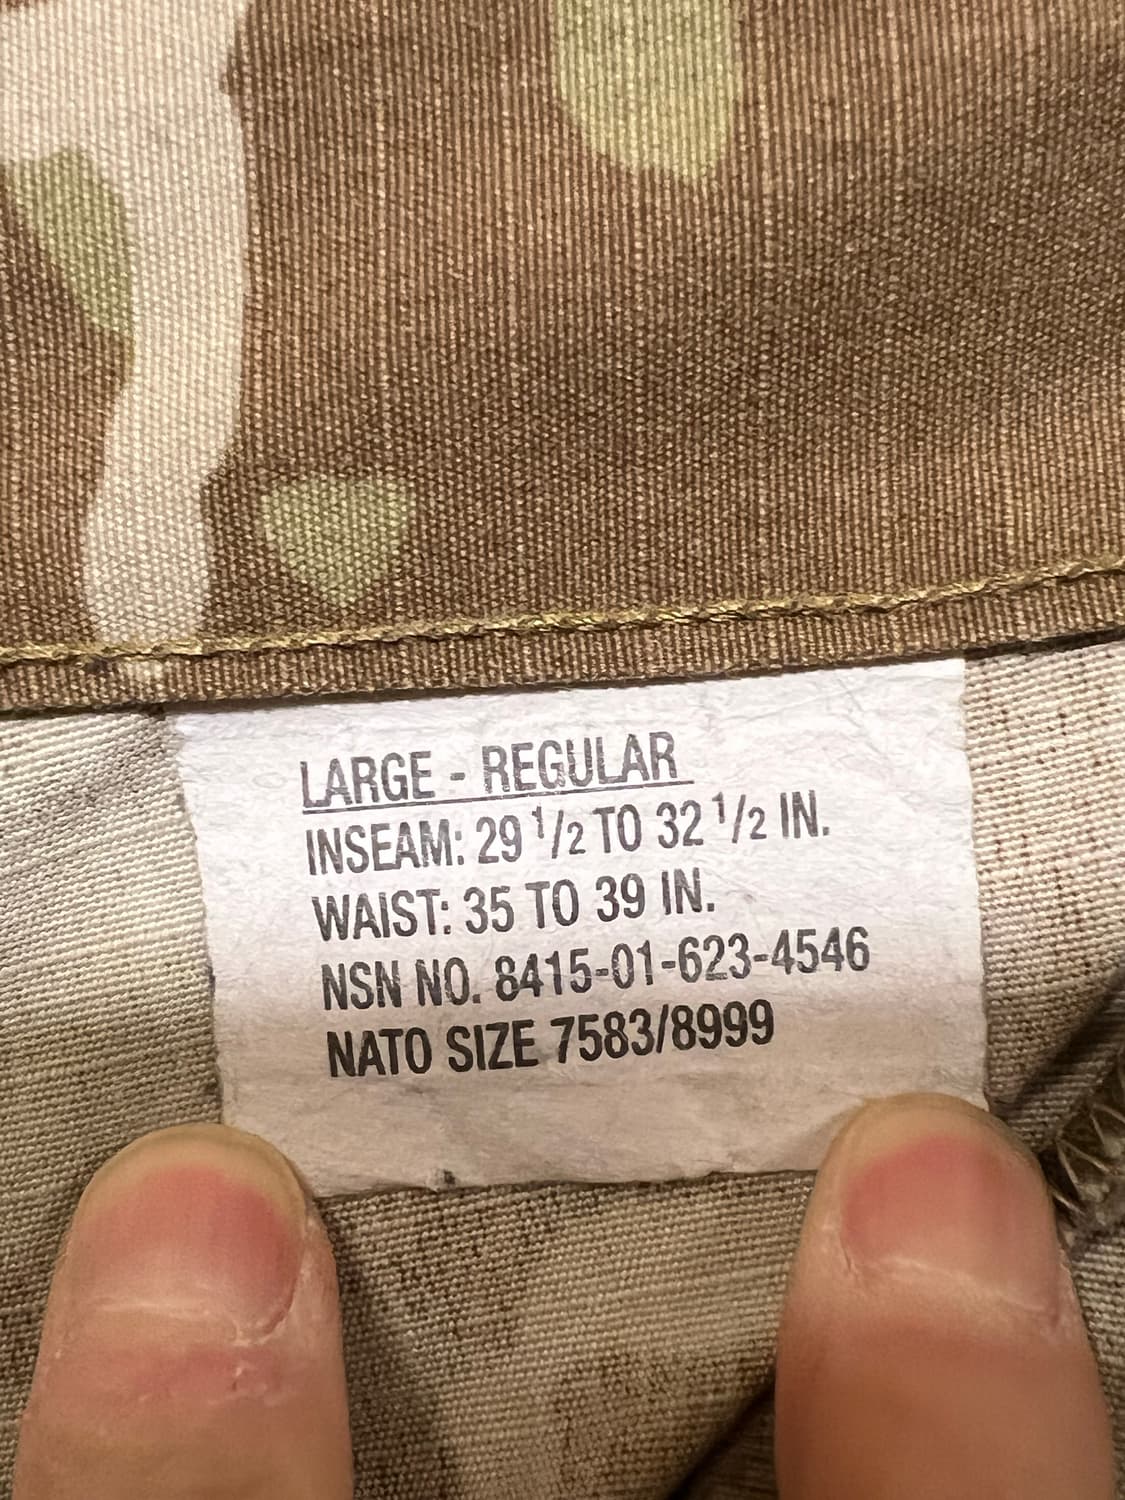 LARGE - REGULAR
INSEAM: 29 1/2 TO 32 1/2 IN.
WAIST: 35 TO 39 IN.
NSN NO. 8415-01-623-4546
NATO SIZE 7583/8999